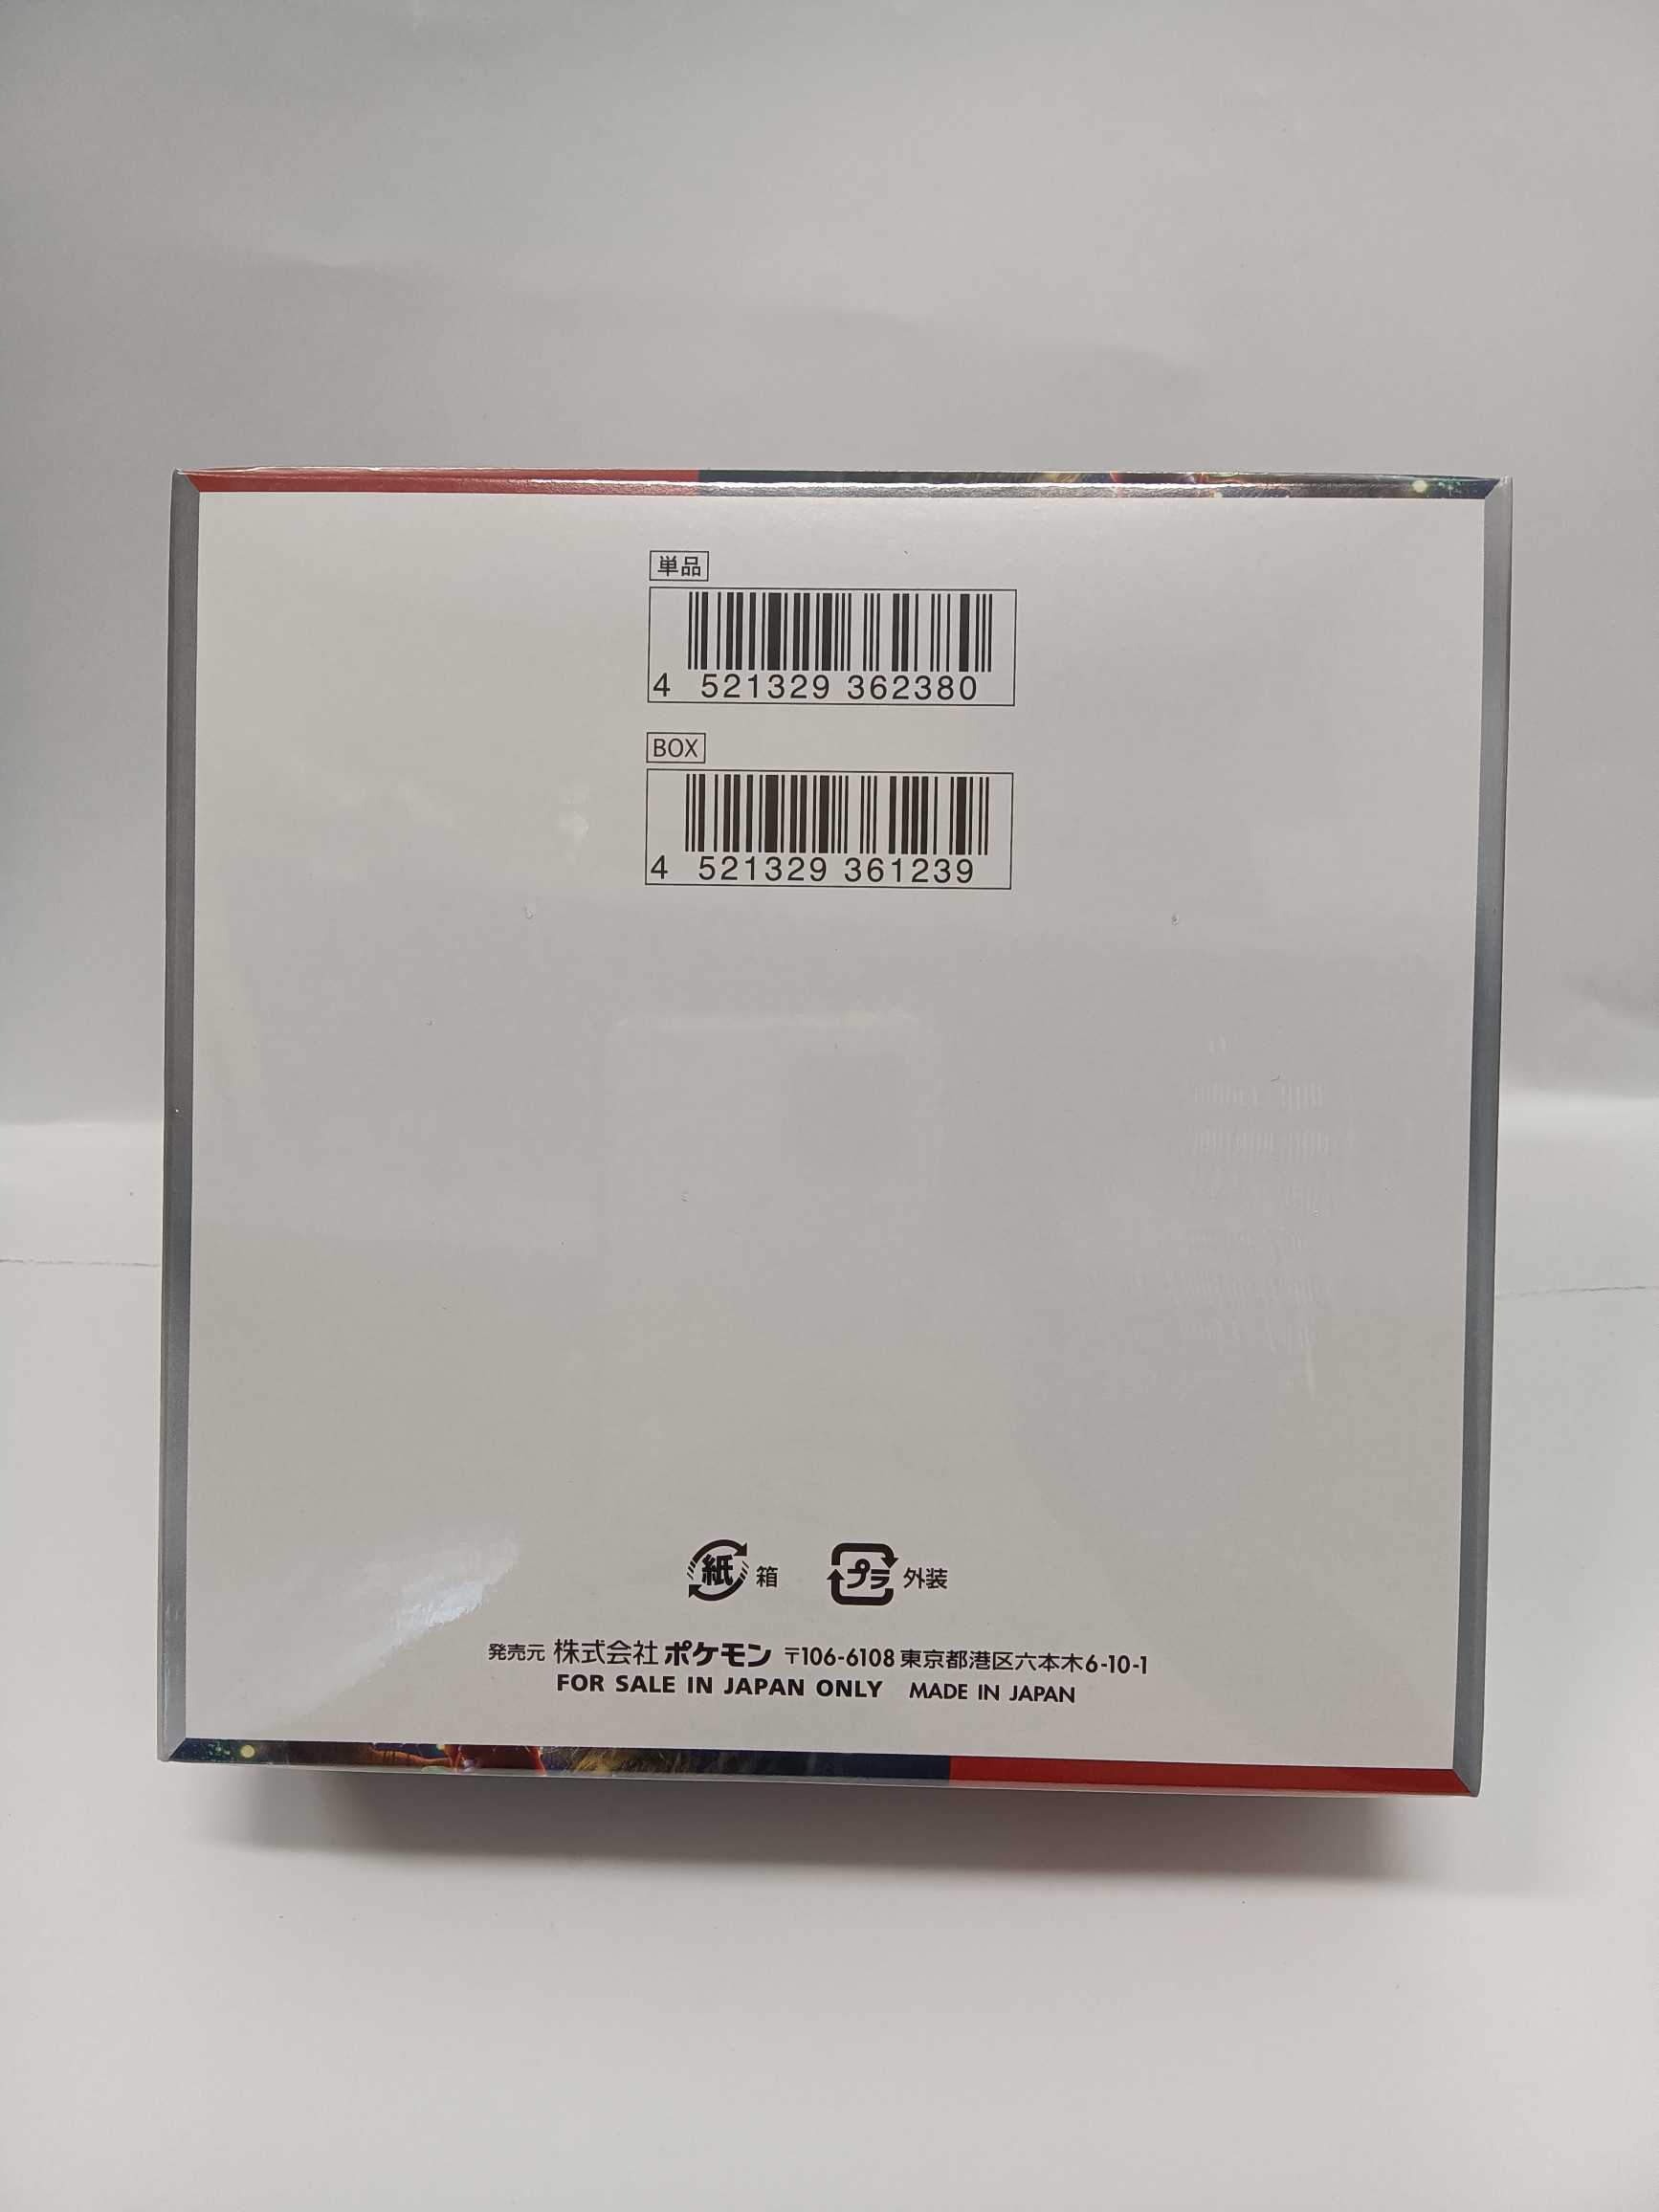 単品
4 521329 362380
BOX
4 521329 361239
紙 箱 プラ 外装
発売元 株式会社 ポケモン 〒106-6108 東京都港区六本木6-10-1
FOR SALE IN JAPAN ONLY MADE IN JAPAN